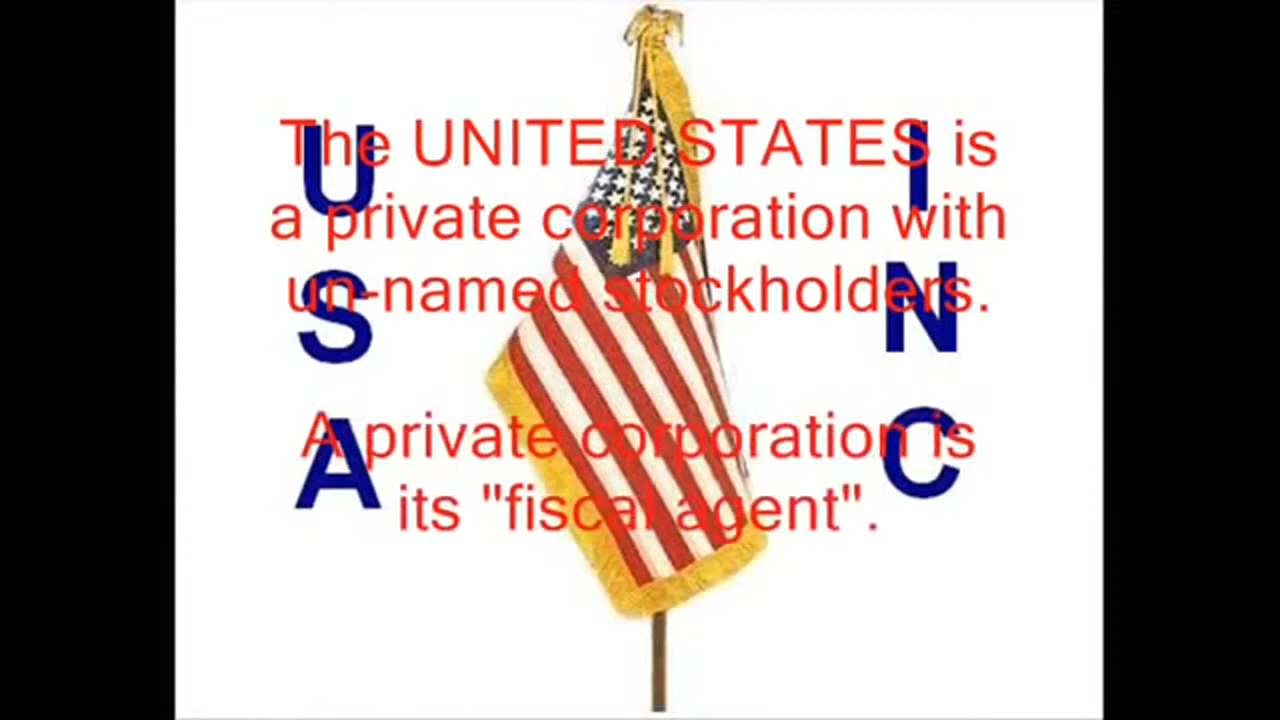 The UNITED STATES is
a private corporation with
un-named stockholders.
A private corporation is
its "fiscal agent".
U
S
A
I
N
C